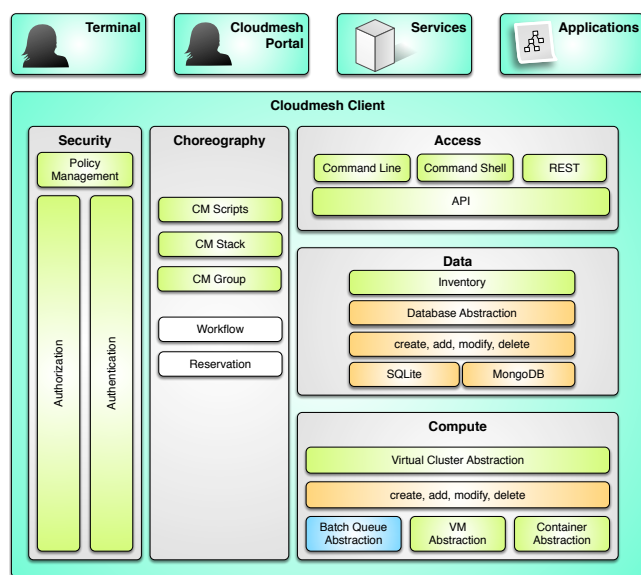 Terminal
Cloudmesh
Portal
Services
Applications
Cloudmesh Client
Security
Policy
Management
Authorization
Authentication
Choreography
CM Scripts
CM Stack
CM Group
Workflow
Reservation
Access
Command Line
Command Shell
REST
API
Data
Inventory
Database Abstraction
create, add, modify, delete
SQLite
MongoDB
Compute
Virtual Cluster Abstraction
create, add, modify, delete
Batch Queue
Abstraction
VM
Abstraction
Container
Abstraction